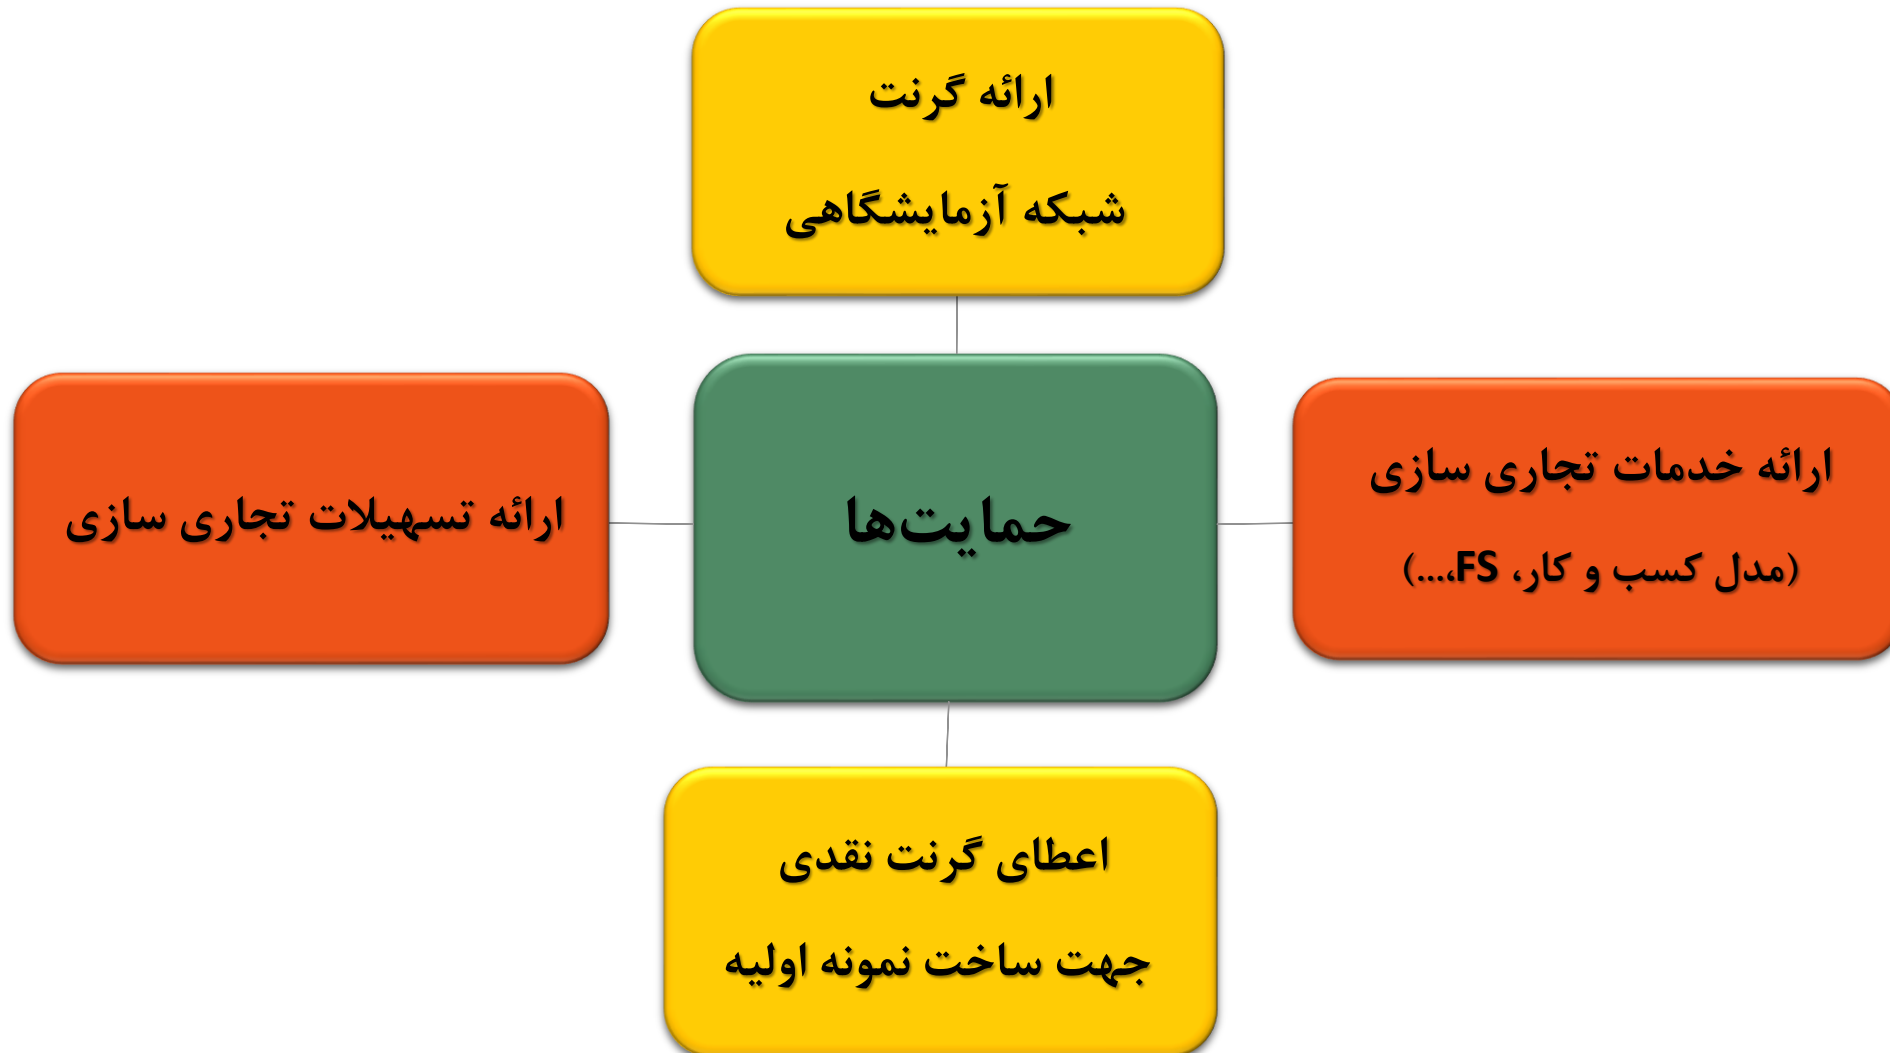 ارائه گرنت
شبکه آزمایشگاهی
ارائه خدمات تجاری سازی
(مدل کسب و کار، FS،...)
حمایت‌ها
ارائه تسهیلات تجاری سازی
اعطای گرنت نقدی
جهت ساخت نمونه اولیه